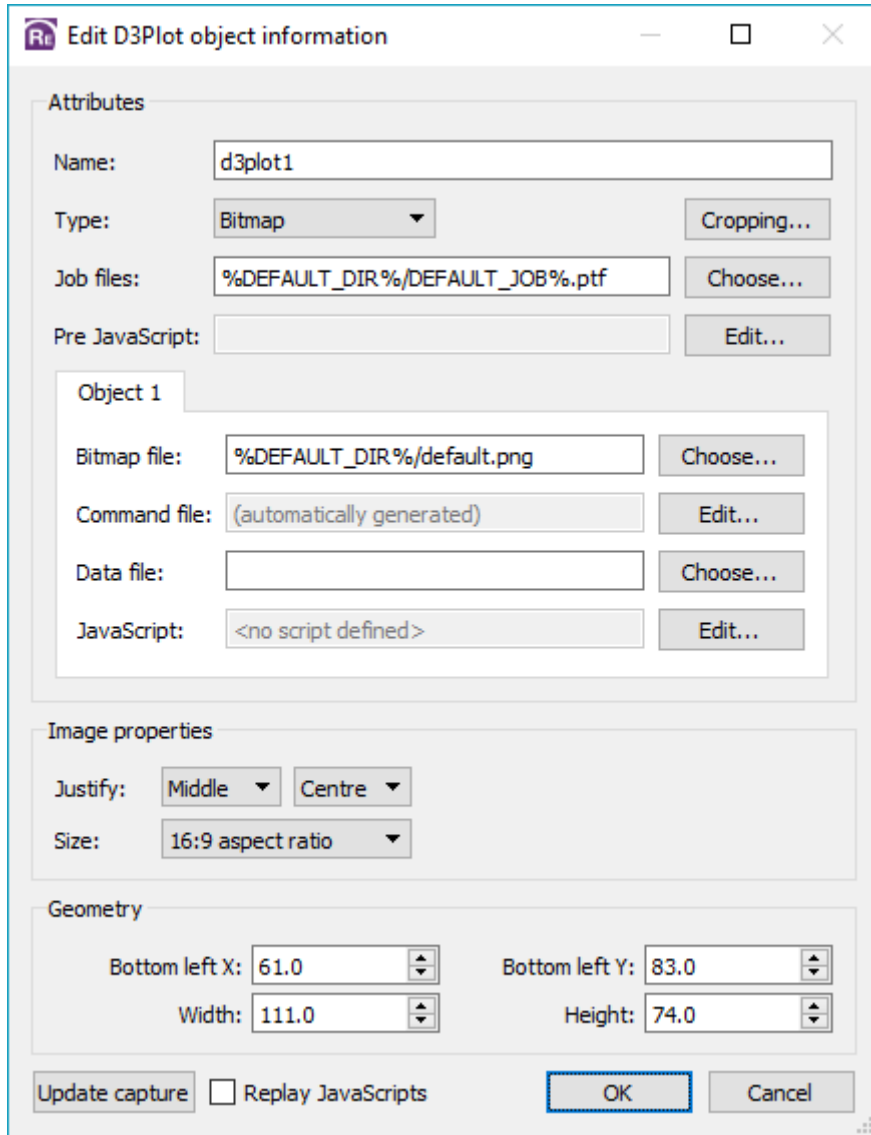 Re Edit D3Plot object information
Attributes
Name: d3plot1
Type: Bitmap Cropping...
Job files: %DEFAULT_DIR%/DEFAULT_JOB%.ptf Choose...
Pre JavaScript: Edit...
Object 1
Bitmap file: %DEFAULT_DIR%/default.png Choose...
Command file: (automatically generated) Edit...
Data file: Choose...
JavaScript: <no script defined> Edit...
Image properties
Justify: Middle Centre
Size: 16:9 aspect ratio
Geometry
Bottom left X: 61.0 Bottom left Y: 83.0
Width: 111.0 Height: 74.0
Update capture Replay JavaScripts OK Cancel